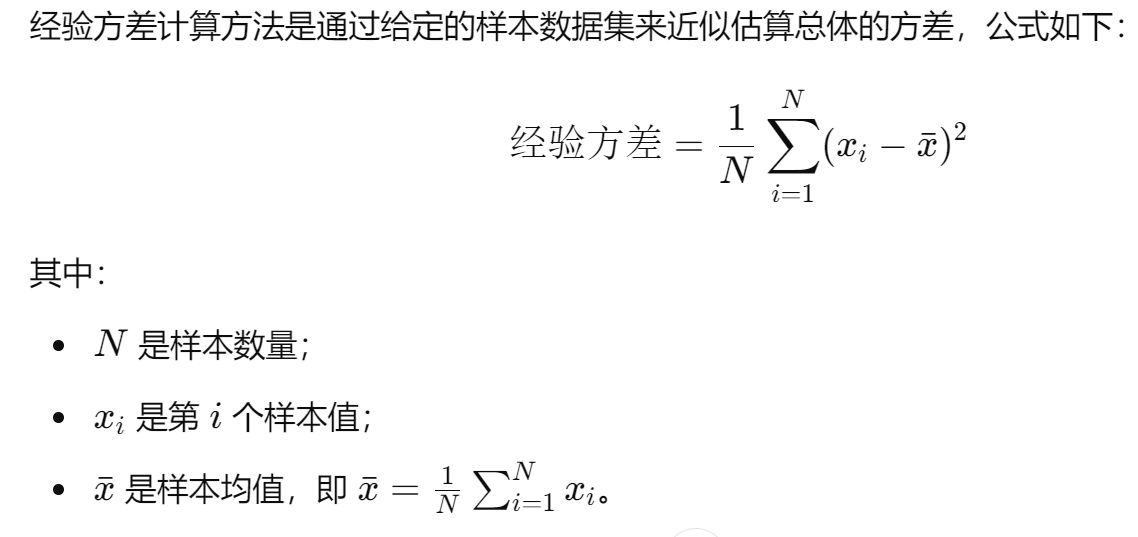 经验方差计算方法是通过给定的样本数据集来近似估算总体的方差，公式如下：
经验方差 = \frac{1}{N} \sum_{i=1}^{N} (x_i - \bar{x})^2
其中：
• N 是样本数量；
• x_i 是第 i 个样本值；
• \bar{x} 是样本均值，即 \bar{x} = \frac{1}{N} \sum_{i=1}^{N} x_i。